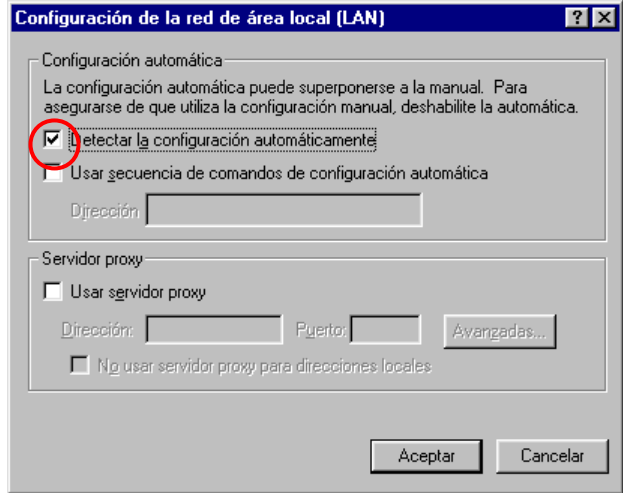 Configuración de la red de área local (LAN)
Configuración automática
La configuración automática puede superponerse a la manual. Para
asegurarse de que utiliza la configuración manual, deshabilite la automática.
Detectar la configuración automáticamente
Usar secuencia de comandos de configuración automática
Dirección
Servidor proxy
Usar servidor proxy
Dirección: Puerto: Avanzadas...
No usar servidor proxy para direcciones locales
Aceptar Cancelar